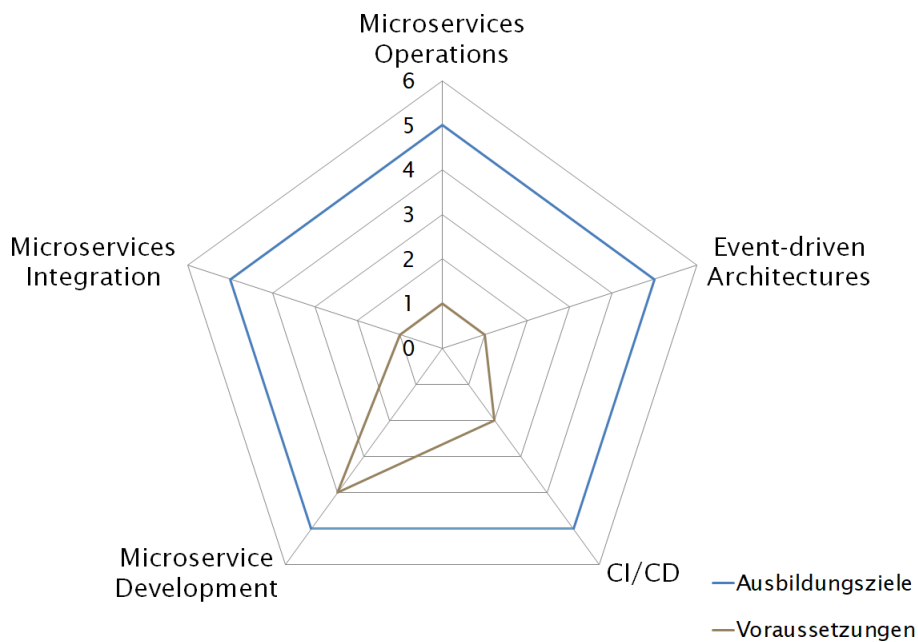 Microservices
Operations
6
5
4
3
2
1
0
Microservices
Integration
Event-driven
Architectures
Microservice
Development
CI/CD
Ausbildungsziele
Voraussetzungen